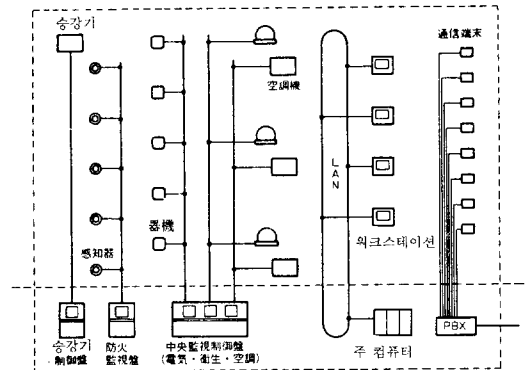 승강기
通信端末
空調機
LAN
器機
感知器
워크스테이션
승강기
制御盤
防火
監視盤
中央監視制御盤
(電気・衛生・空調)
주 컴퓨터
PBX